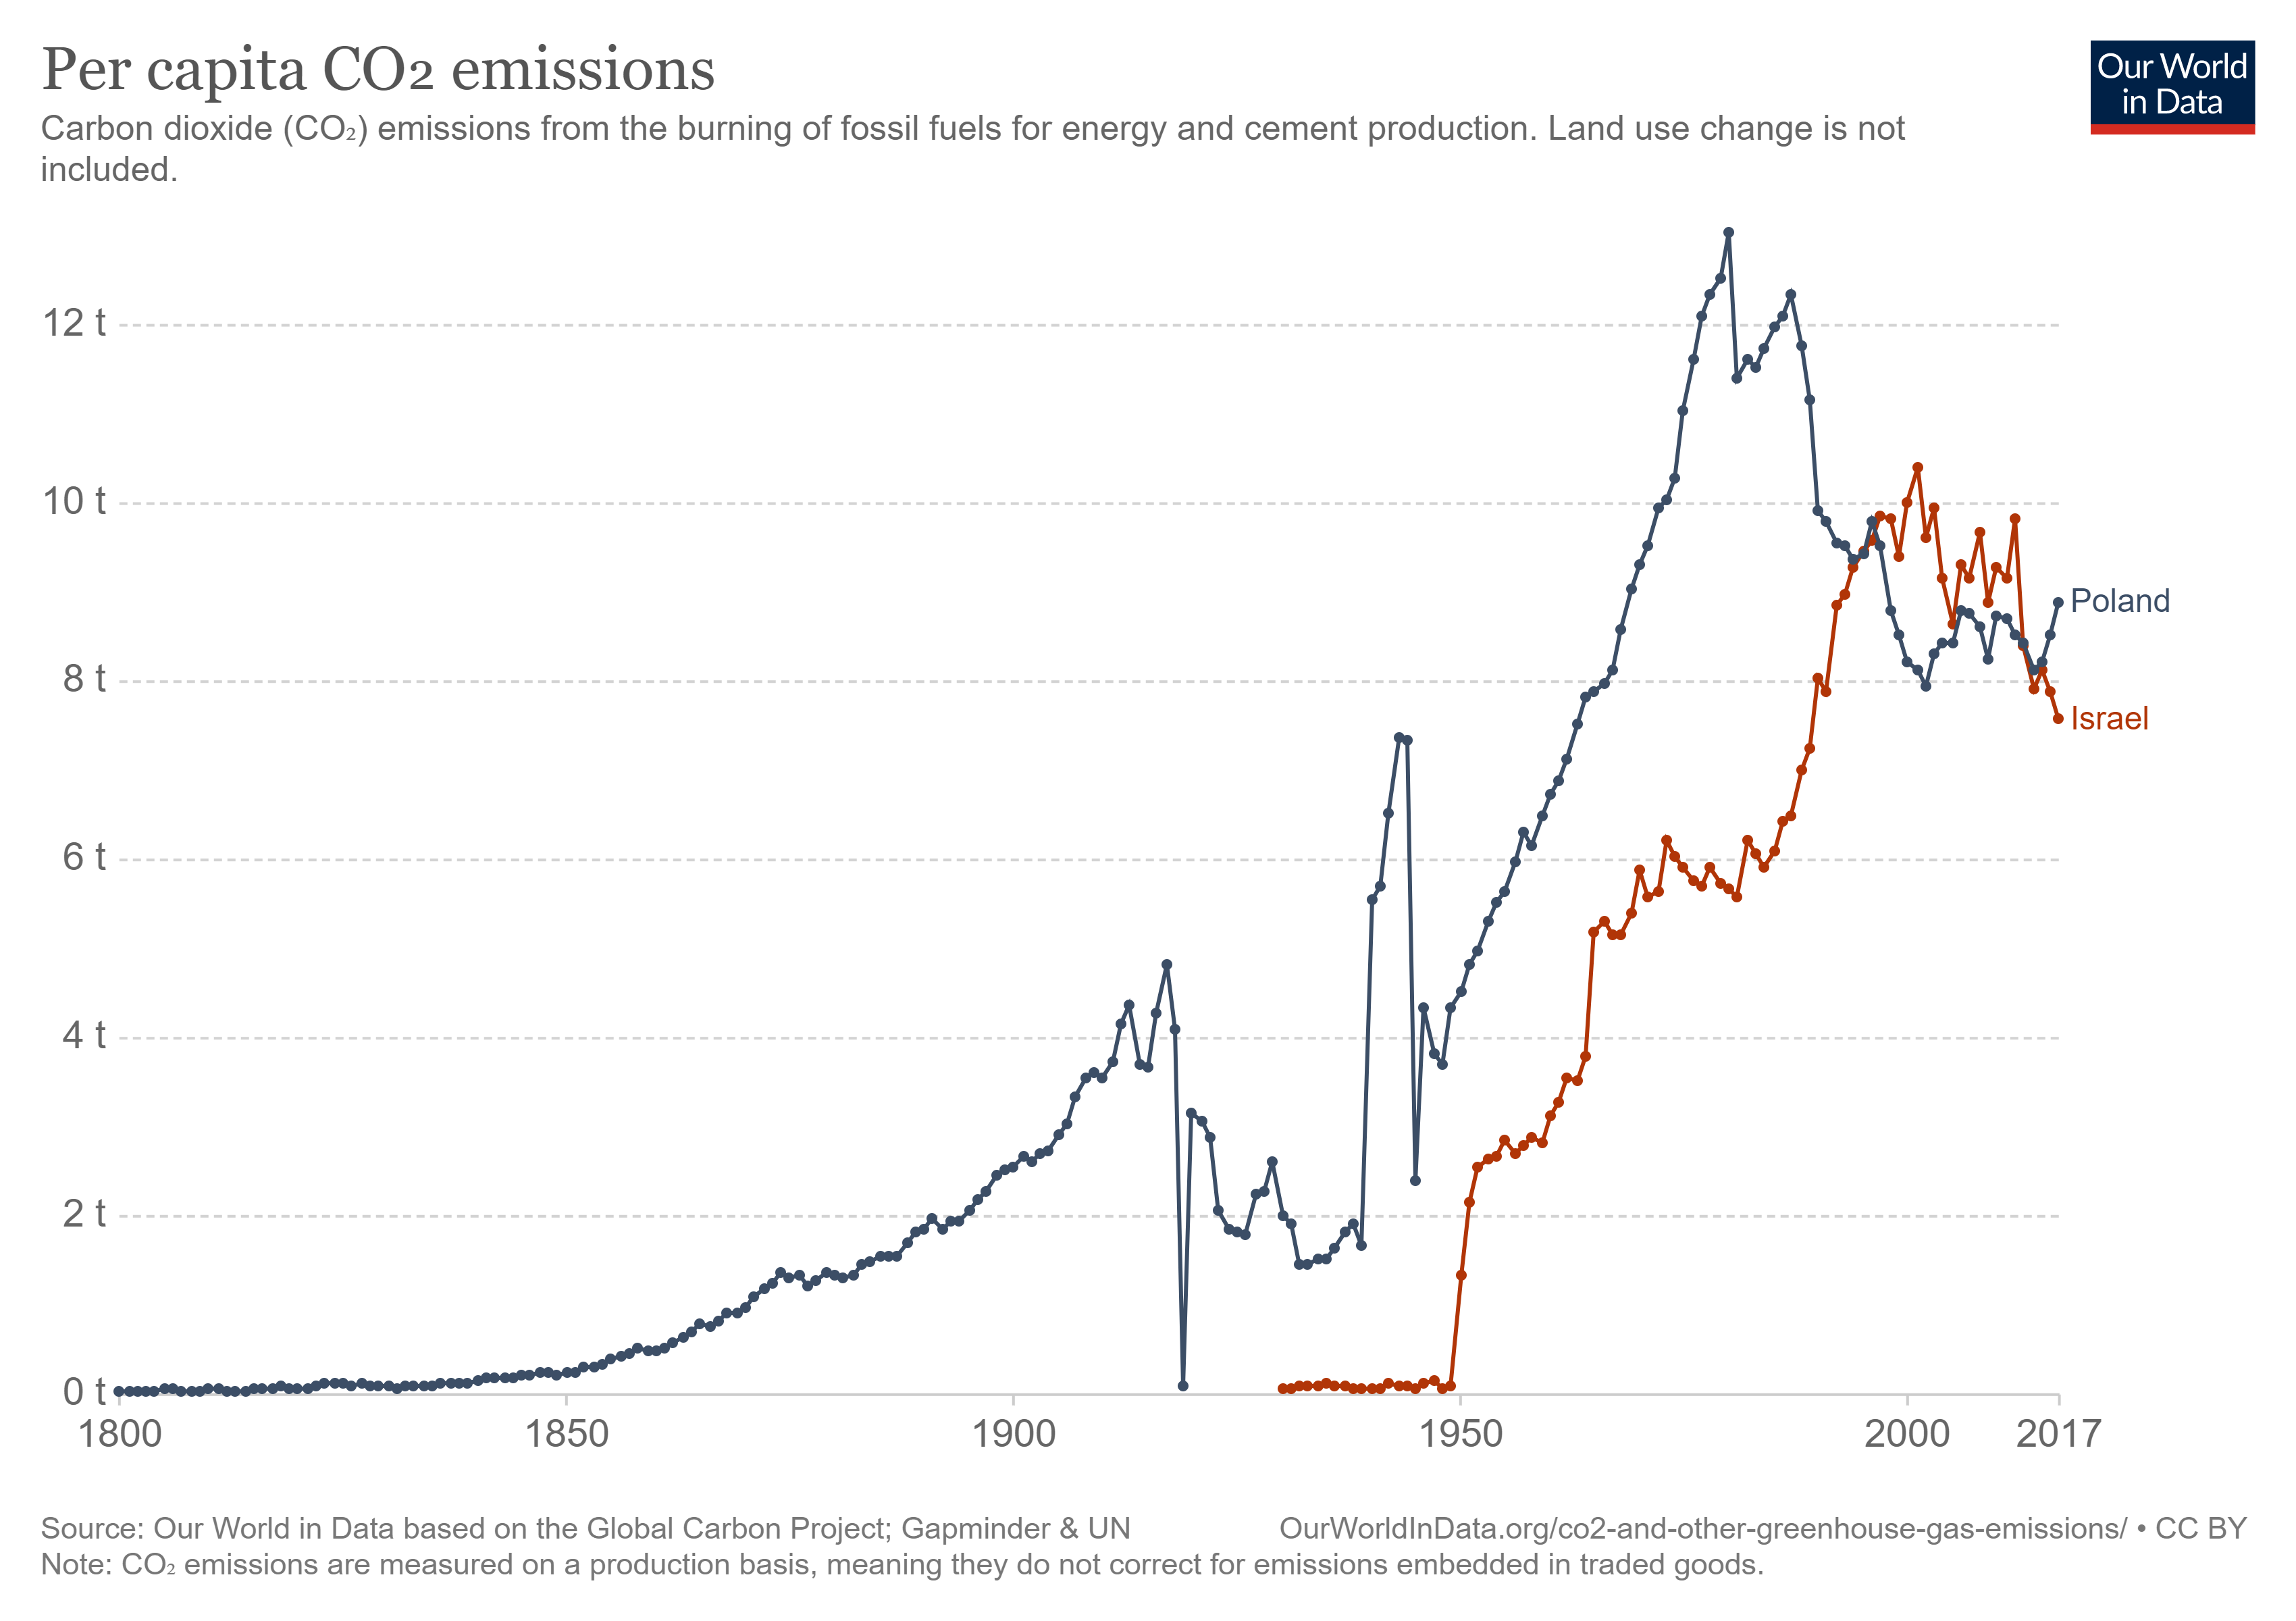 Per capita CO2 emissions
Our World
in Data
Carbon dioxide (CO₂) emissions from the burning of fossil fuels for energy and cement production. Land use change is not
included.
12 t
10 t
8 t
6 t
4 t
2 t
0 t
Poland
Israel
1800
1850
1900
1950
2000
2017
Source: Our World in Data based on the Global Carbon Project; Gapminder & UN
OurWorldInData.org/co2-and-other-greenhouse-gas-emissions/ • CC BY
Note: CO₂ emissions are measured on a production basis, meaning they do not correct for emissions embedded in traded goods.